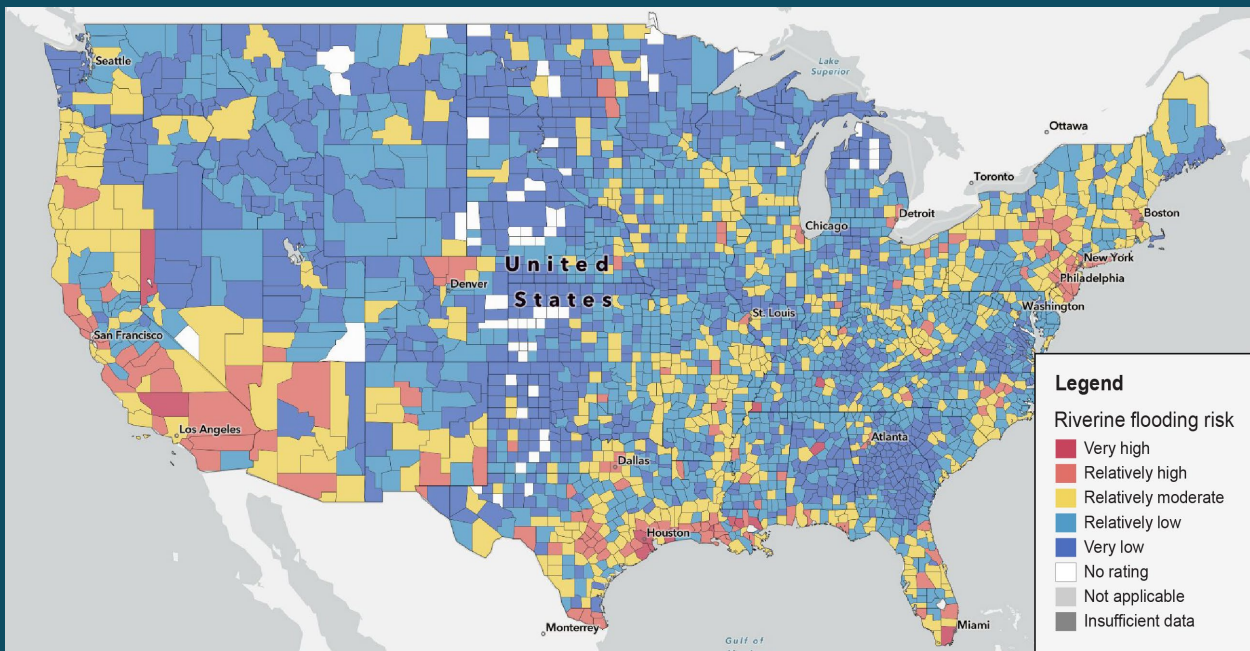 Seattle
Lake
Superior
Ottawa
Toronto
Detroit
Boston
Chicago
New York
United
Denver
Philadelphia
States
Washington
St. Louis
San Francisco
Los Angeles
Atlanta
Dallas
Houston
Monterrey
Miami
Gulf of
Legend
Riverine flooding risk
Very high
Relatively high
Relatively moderate
Relatively low
Very low
No rating
Not applicable
Insufficient data